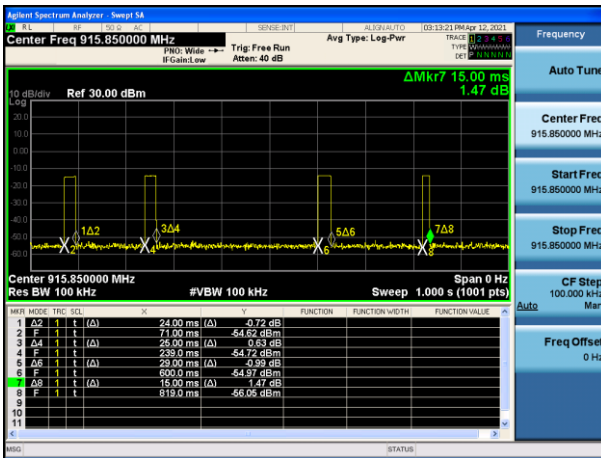 Agilent Spectrum Analyzer - Swept SA
RL RF 50 Ω AC SENSE:INT ALIGNAUTO 03:13:21 PM Apr 12, 2021
Center Freq 915.850000 MHz
PNO: Wide
IFGain:Low
Trig: Free Run
Atten: 40 dB
Avg Type: Log-Pwr
TRACE 1 2 3 4 5 6
TYPE WWWWWW
DET P N N N N N
ΔMkr7 15.00 ms
1.47 dB
10 dB/div Ref 30.00 dBm
Log
20.0
10.0
0.00
-10.0
-20.0
-30.0
-40.0
-50.0
-60.0
1Δ2
3Δ4
5Δ6
7Δ8
2
4
6
8
Center 915.850000 MHz Span 0 Hz
Res BW 100 kHz #VBW 100 kHz Sweep 1.000 s (1001 pts)
MKR MODE TRC SCL X Y FUNCTION FUNCTION WIDTH FUNCTION VALUE
1 Δ2 1 t (Δ) 24.00 ms (Δ) -0.72 dB
2 F 1 t 71.00 ms -54.62 dBm
3 Δ4 1 t (Δ) 25.00 ms (Δ) 0.63 dB
4 F 1 t 239.0 ms -54.72 dBm
5 Δ6 1 t (Δ) 29.00 ms (Δ) -0.99 dB
6 F 1 t 600.0 ms -54.97 dBm
7 Δ8 1 t (Δ) 15.00 ms (Δ) 1.47 dB
8 F 1 t 819.0 ms -56.05 dBm
9
10
11
MSG STATUS
Frequency
Auto Tune
Center Freq
915.850000 MHz
Start Freq
915.850000 MHz
Stop Freq
915.850000 MHz
CF Step
100.000 kHz
Auto Man
Freq Offset
0 Hz